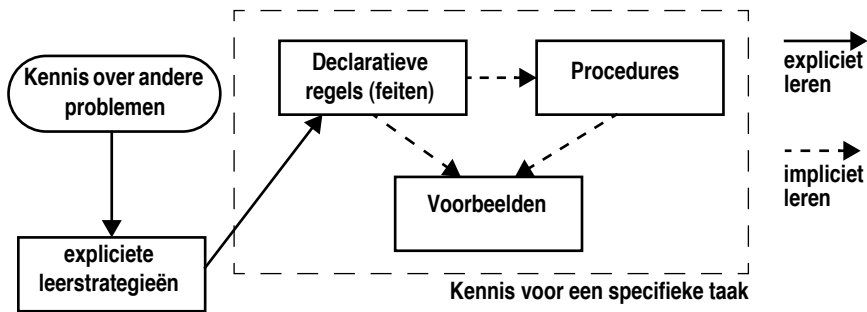 Kennis over andere
problemen
expliciete
leerstrategieën
Declaratieve
regels (feiten)
Procedures
Voorbeelden
Kennis voor een specifieke taak
expliciet
leren
impliciet
leren